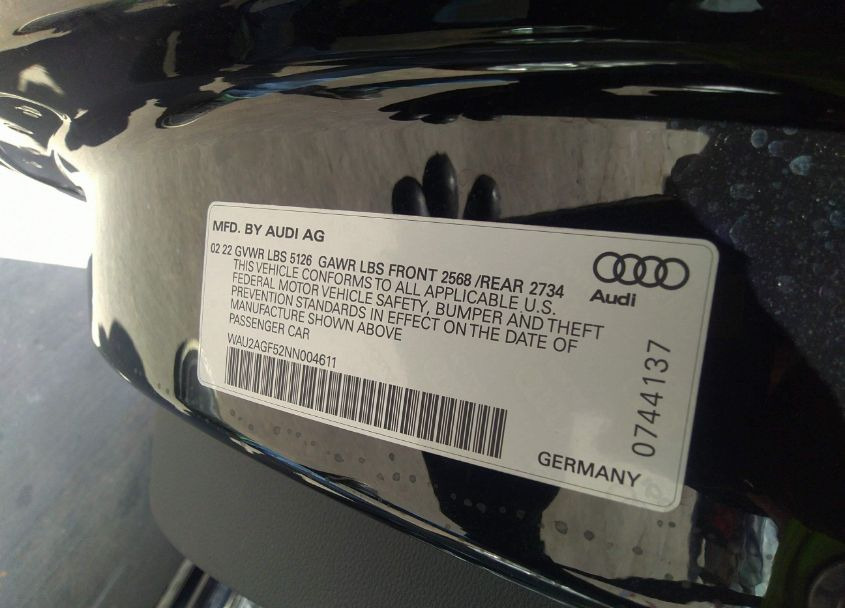 MFD. BY AUDI AG
02 22 GVWR LBS 5126 GAWR LBS FRONT 2568 /REAR 2734
THIS VEHICLE CONFORMS TO ALL APPLICABLE U.S.
FEDERAL MOTOR VEHICLE SAFETY, BUMPER AND THEFT
PREVENTION STANDARDS IN EFFECT ON THE DATE OF
MANUFACTURE SHOWN ABOVE
PASSENGER CAR
WAU2AGF52NN004611
Audi
0744137
GERMANY